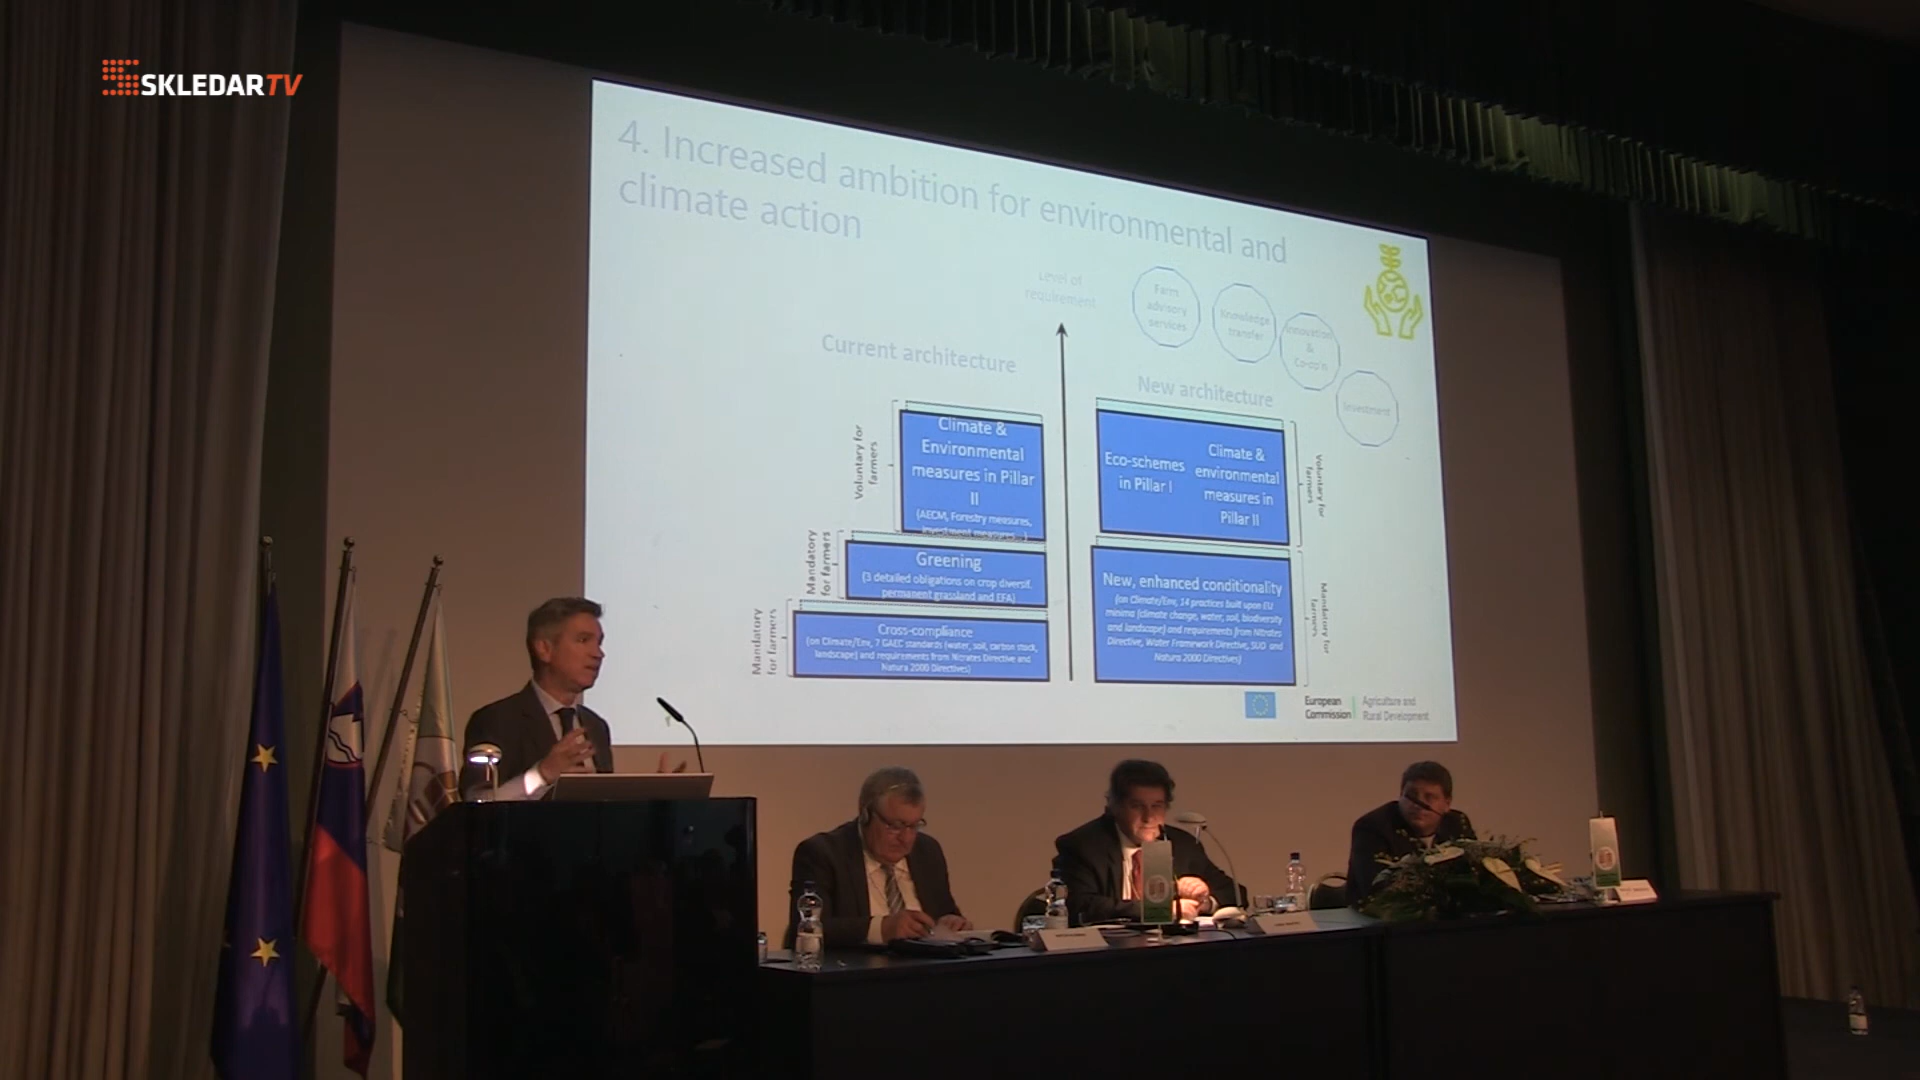 SKLEDARTV
4. Increased ambition for environmental and
climate action
Level of
requirement
Farm
advisory
services
Knowledge
transfer
Innovation
&
Co-op'n
Investment
Current architecture
New architecture
Voluntary for
farmers
Climate &
Environmental
measures in Pillar
II
(AECM, Forestry measures,
investment measures...)
Mandatory
for farmers
Greening
(3 detailed obligations on crop diversif.
permanent grassland and EFA)
Mandatory
for farmers
Cross-compliance
(on Climate/Env, 7 GAEC standards (water, soil, carbon stock,
landscape) and requirements from Nitrates Directive and
Natura 2000 Directives)
Eco-schemes
in Pillar I
Climate &
environmental
measures in
Pillar II
Voluntary for
farmers
New, enhanced conditionality
(on Climate/Env, 14 practices built upon EU
minima (climate change, water, soil, biodiversity
and landscape) and requirements from Nitrates
Directive, Water Framework Directive, SUD and
Natura 2000 Directives)
Mandatory for
farmers
European
Commission
Agriculture and
Rural Development